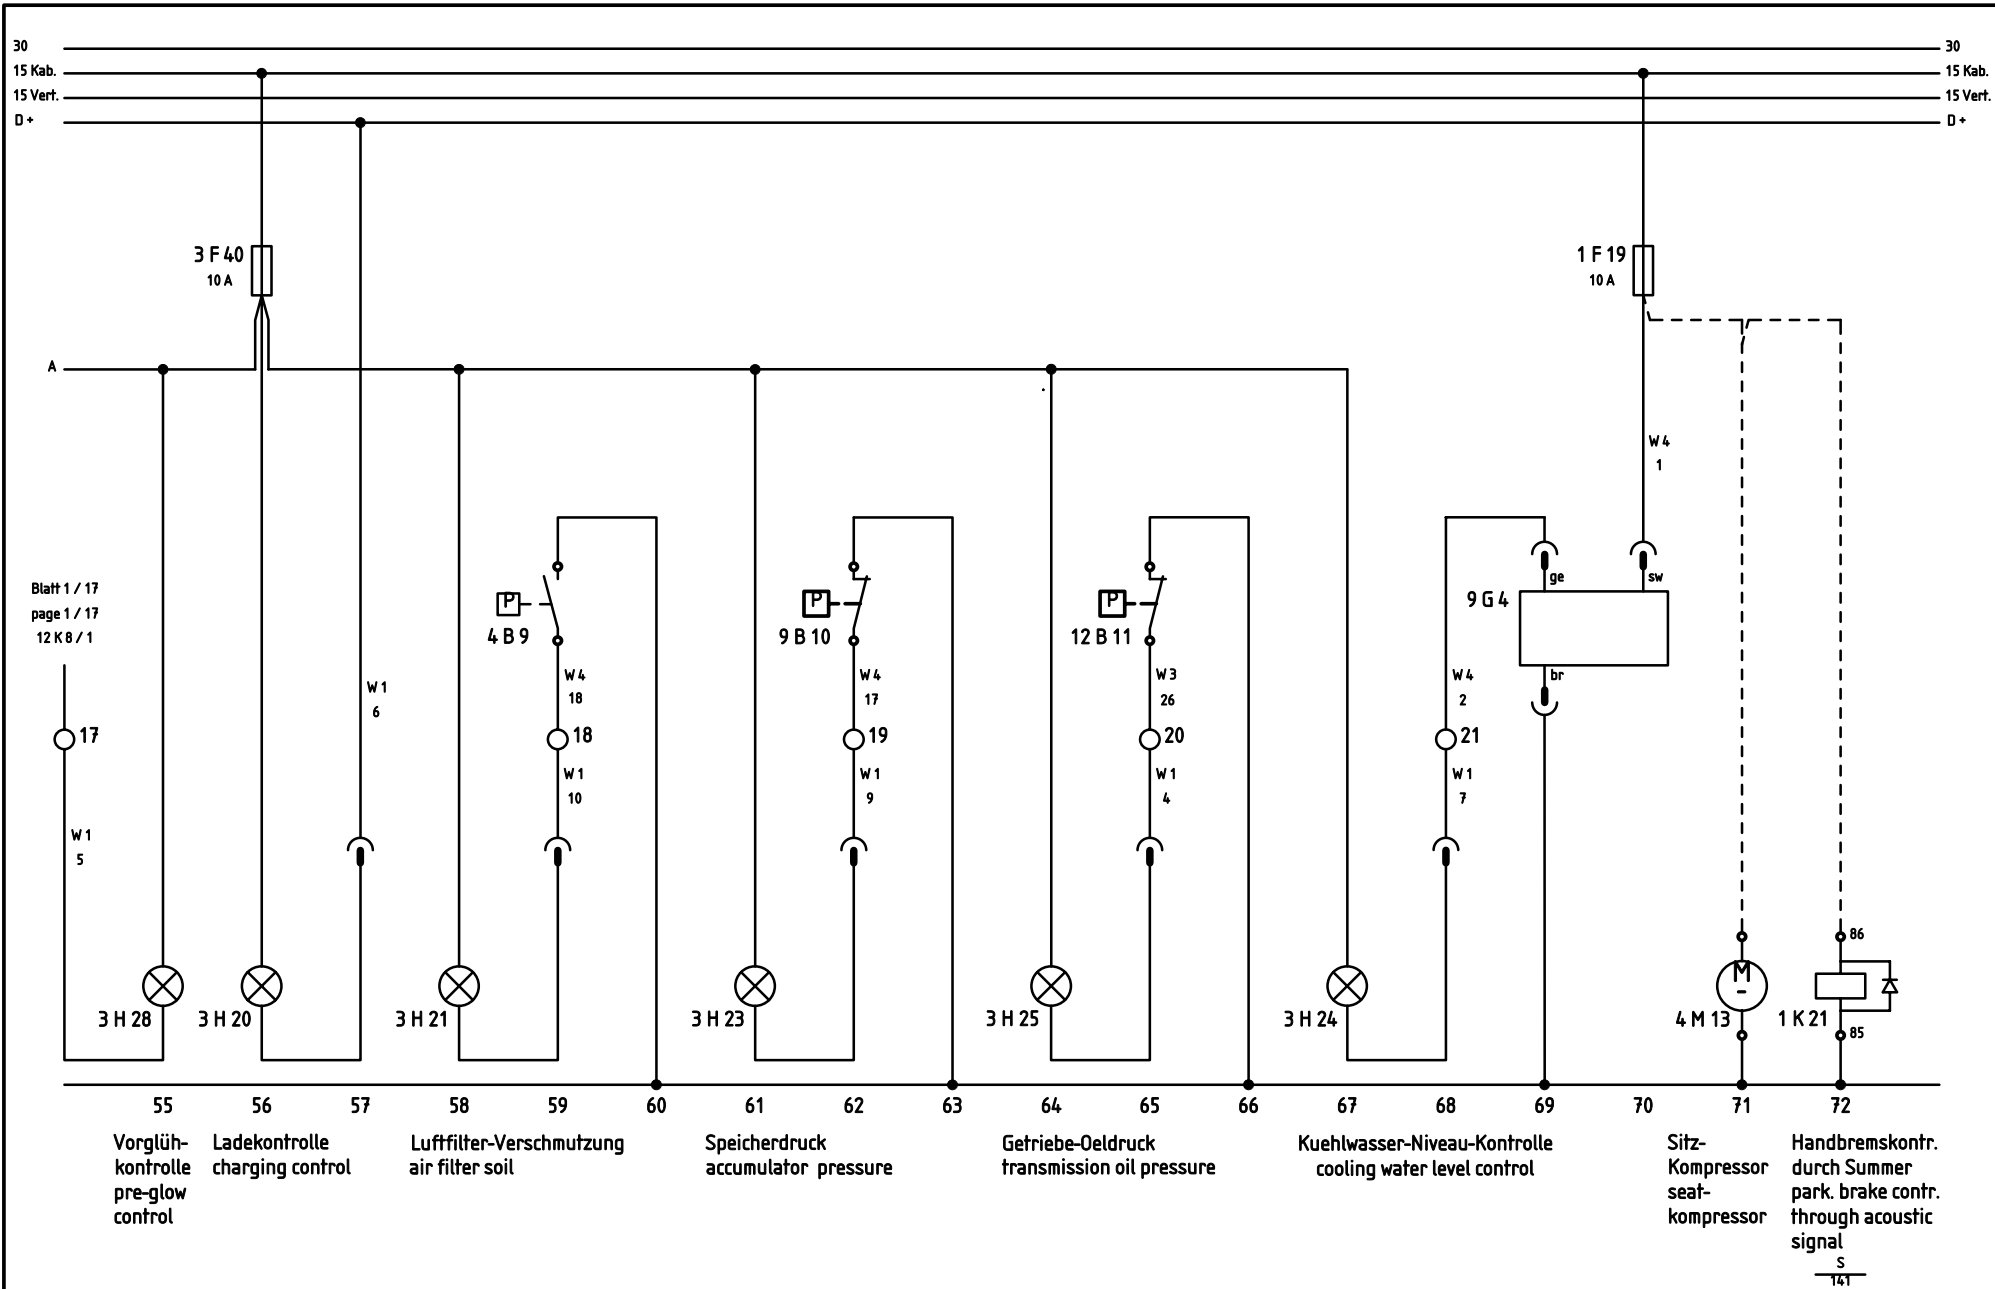 30
30
15 Kab.
15 Kab.
15 Vert.
15 Vert.
D +
D +
3 F 40
10 A
1 F 19
10 A
A
W 4
1
Blatt 1 / 17
page 1 / 17
12 K 8 / 1
P
4 B 9
P
9 B 10
P
12 B 11
9 G 4
ge
sw
br
W 1
6
W 4
18
W 4
17
W 3
26
W 4
2
17
18
19
20
21
W 1
5
W 1
10
W 1
9
W 1
4
W 1
7
86
M
-
85
3 H 28
3 H 20
3 H 21
3 H 23
3 H 25
3 H 24
4 M 13
1 K 21
55
56
57
58
59
60
61
62
63
64
65
66
67
68
69
70
71
72
Vorglüh-
kontrolle
pre-glow
control
Ladekontrolle
charging control
Luftfilter-Verschmutzung
air filter soil
Speicherdruck
accumulator pressure
Getriebe-Oeldruck
transmission oil pressure
Kuehlwasser-Niveau-Kontrolle
cooling water level control
Sitz-
Kompressor
seat-
kompressor
Handbremskontr.
durch Summer
park. brake contr.
through acoustic
signal
S
141